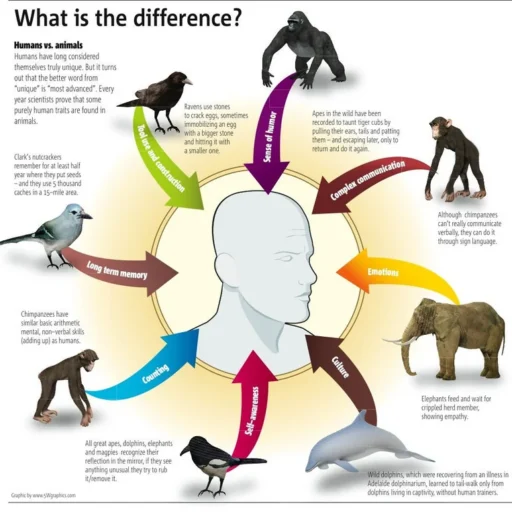 What is the difference?
Humans vs. animals
Humans have long considered
themselves truly unique. But it turns
out that the better word from
"unique" is "most advanced". Every
year scientists prove that some
purely human traits are found in
animals.
Ravens use stones
to crack eggs, sometimes
immobilizing an egg
with a bigger stone
and hitting it with
a smaller one.
Tool use and construction
Sense of humor
Apes in the wild have been
recorded to taunt tiger cubs by
pulling their ears, tails and patting
them – and escaping later, only to
return and do it again.
Complex communication
Although chimpanzees
can't really communicate
verbally, they can do it
through sign language.
Clark's nutcrackers
remember for at least half
year where they put seeds
– and they use 5 thousand
caches in a 15-mile area.
Long term memory
Emotions
Elephants feed and wait for
crippled herd member,
showing empathy.
Chimpanzees have
similar basic arithmetic
mental, non-verbal skills
(adding up) as humans.
Counting
Self-awareness
Culture
All great apes, dolphins, elephants
and magpies recognize their
reflection in the mirror, if they see
anything unusual they try to rub
it/remove it.
Wild dolphins, which were recovering from an illness in
Adelaide dolphinarium, learned to tail-walk only from
dolphins living in captivity, without human trainers.
Graphic by www.5Wgraphics.com